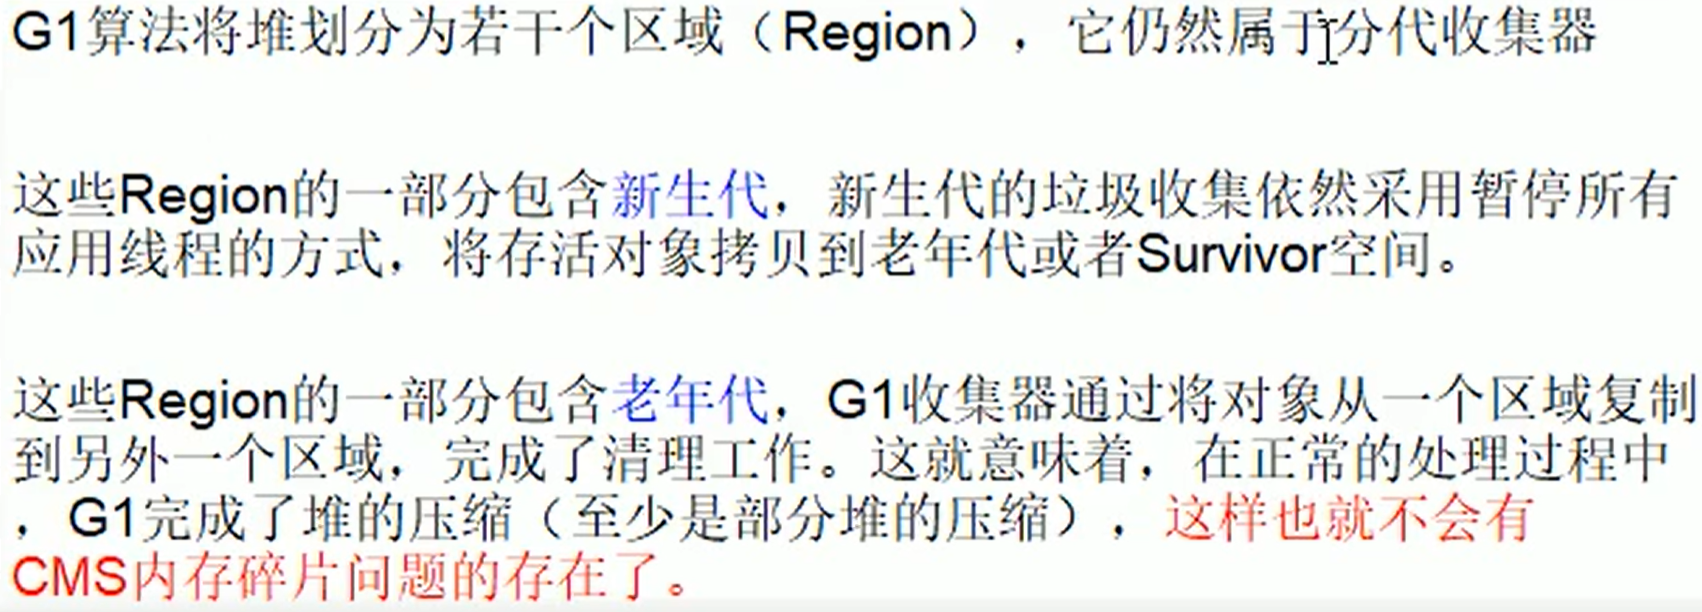 G1算法将堆划分为若干个区域（Region），它仍然属于分代收集器
这些Region的一部分包含新生代，新生代的垃圾收集依然采用暂停所有
应用线程的方式，将存活对象拷贝到老年代或者Survivor空间。
这些Region的一部分包含老年代，G1收集器通过将对象从一个区域复制
到另外一个区域，完成了清理工作。这就意味着，在正常的处理过程中
，G1完成了堆的压缩（至少是部分堆的压缩），这样也就不会有
CMS内存碎片问题的存在了。